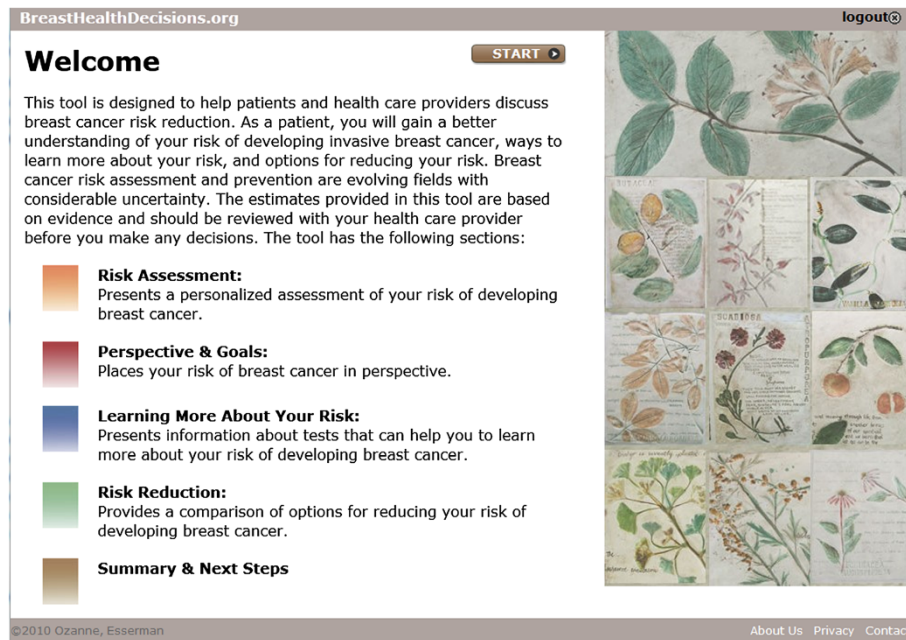 BreastHealthDecisions.org
logout
Welcome
START
This tool is designed to help patients and health care providers discuss
breast cancer risk reduction. As a patient, you will gain a better
understanding of your risk of developing invasive breast cancer, ways to
learn more about your risk, and options for reducing your risk. Breast
cancer risk assessment and prevention are evolving fields with
considerable uncertainty. The estimates provided in this tool are based
on evidence and should be reviewed with your health care provider
before you make any decisions. The tool has the following sections:
Risk Assessment:
Presents a personalized assessment of your risk of developing
breast cancer.
Perspective & Goals:
Places your risk of breast cancer in perspective.
Learning More About Your Risk:
Presents information about tests that can help you to learn
more about your risk of developing breast cancer.
Risk Reduction:
Provides a comparison of options for reducing your risk of
developing breast cancer.
Summary & Next Steps
©2010 Ozanne, Esserman
About Us Privacy Contac